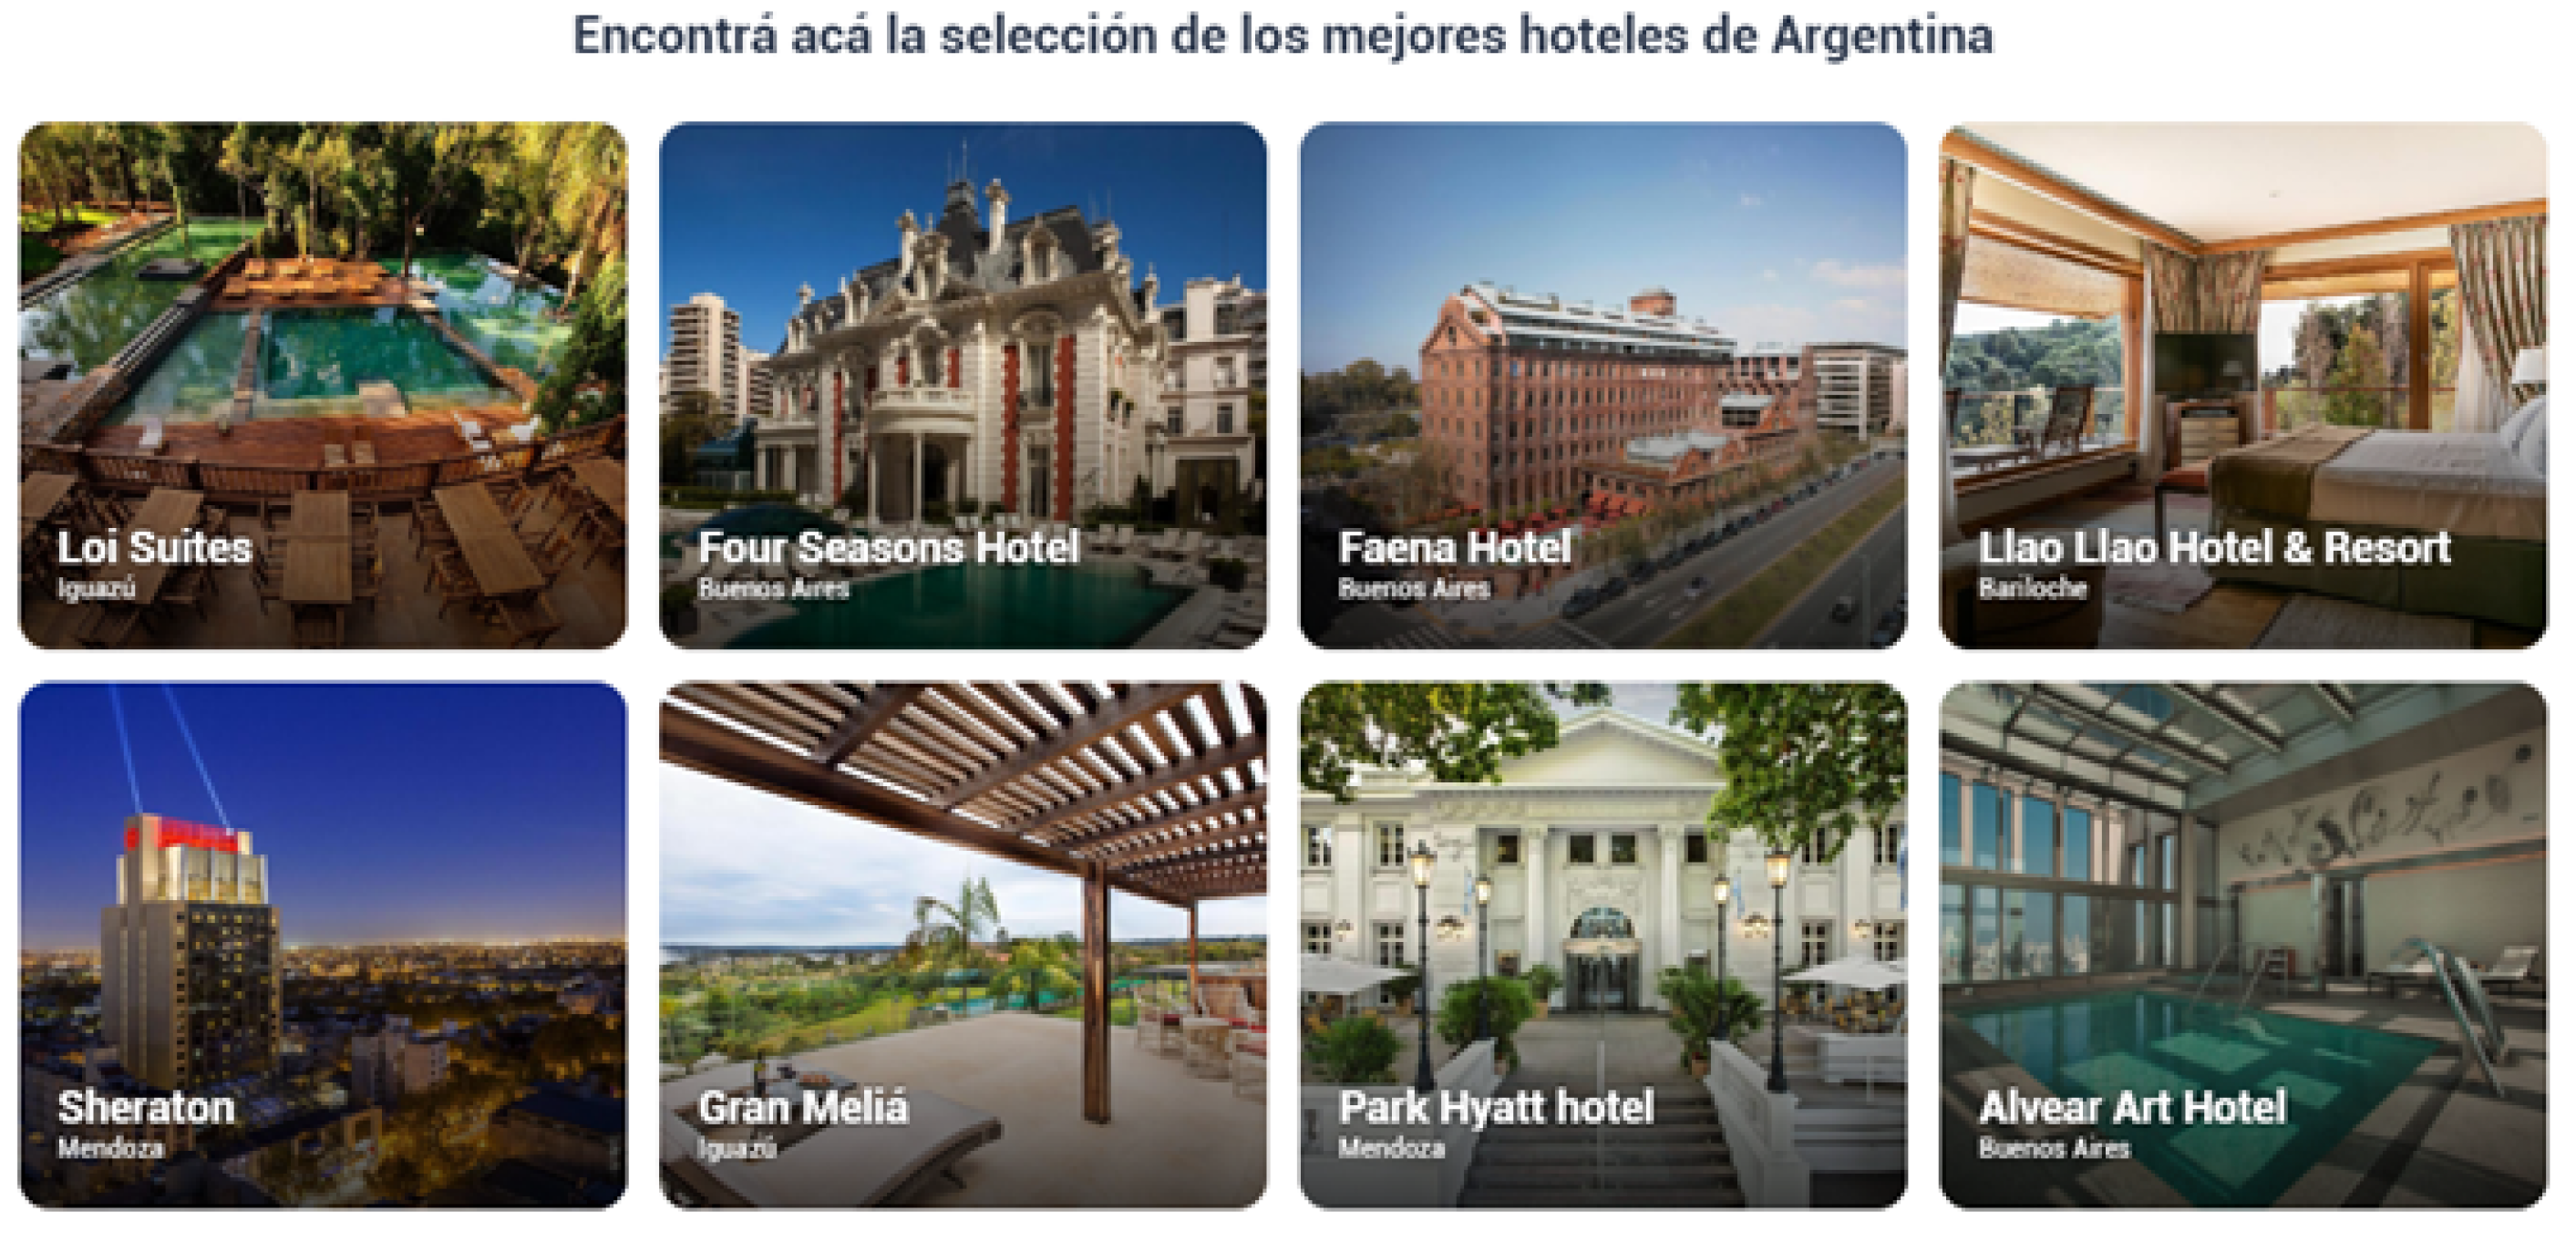 Encontrá acá la selección de los mejores hoteles de Argentina
Loi Suites
Iguazú
Four Seasons Hotel
Buenos Aires
Faena Hotel
Buenos Aires
Llao Llao Hotel & Resort
Bariloche
Sheraton
Mendoza
Gran Meliá
Iguazú
Park Hyatt hotel
Mendoza
Alvear Art Hotel
Buenos Aires